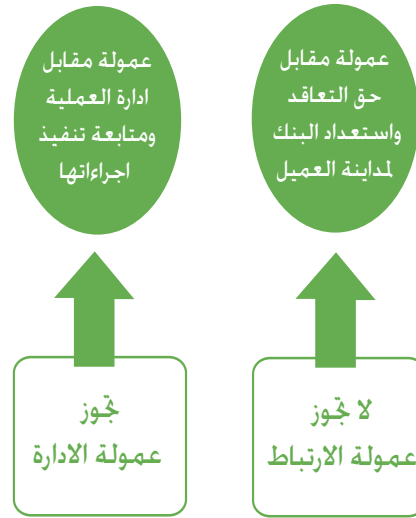 عمولة مقابل
حق التعاقد
واستعداد البنك
لمداينة العميل
لا تجوز
عمولة الارتباط
عمولة مقابل
ادارة العملية
ومتابعة تنفيذ
اجراءاتها
تجوز
عمولة الادارة